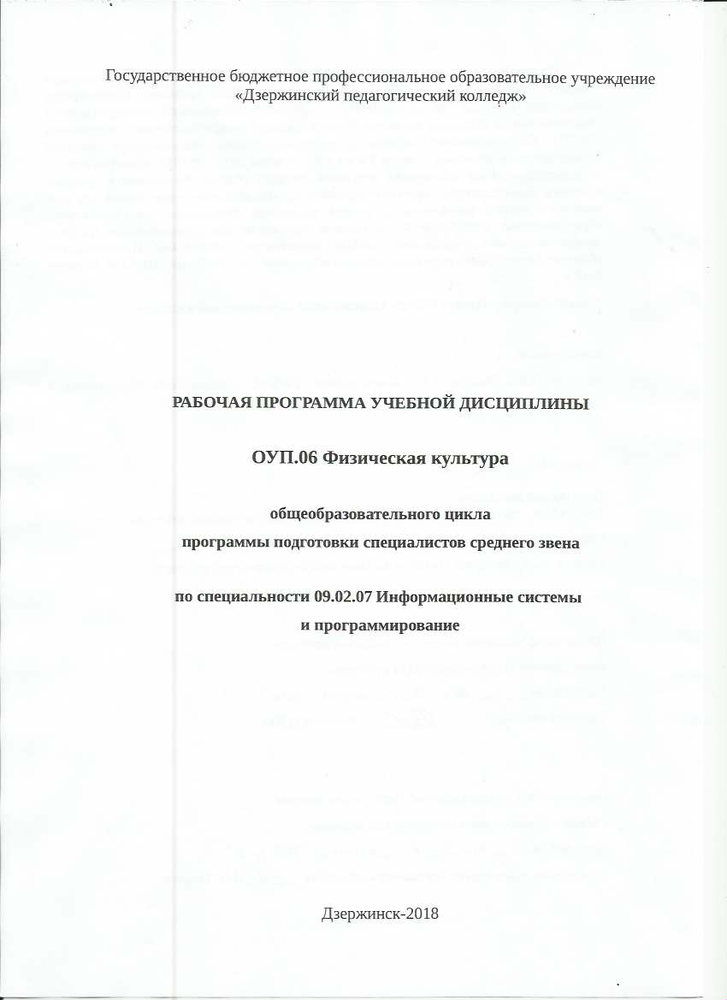 Государственное бюджетное профессиональное образовательное учреждение
«Дзержинский педагогический колледж»
РАБОЧАЯ ПРОГРАММА УЧЕБНОЙ ДИСЦИПЛИНЫ
ОУП.06 Физическая культура
общеобразовательного цикла
программы подготовки специалистов среднего звена
по специальности 09.02.07 Информационные системы
и программирование
Дзержинск-2018